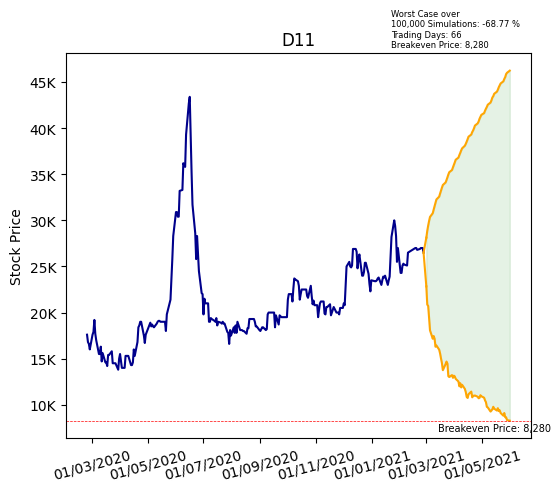 Worst Case over
100,000 Simulations: -68.77 %
Trading Days: 66
Breakeven Price: 8,280
D11
Stock Price
45K
40K
35K
30K
25K
20K
15K
10K
Breakeven Price: 8,280
01/03/2020
01/05/2020
01/07/2020
01/09/2020
01/11/2020
01/01/2021
01/03/2021
01/05/2021